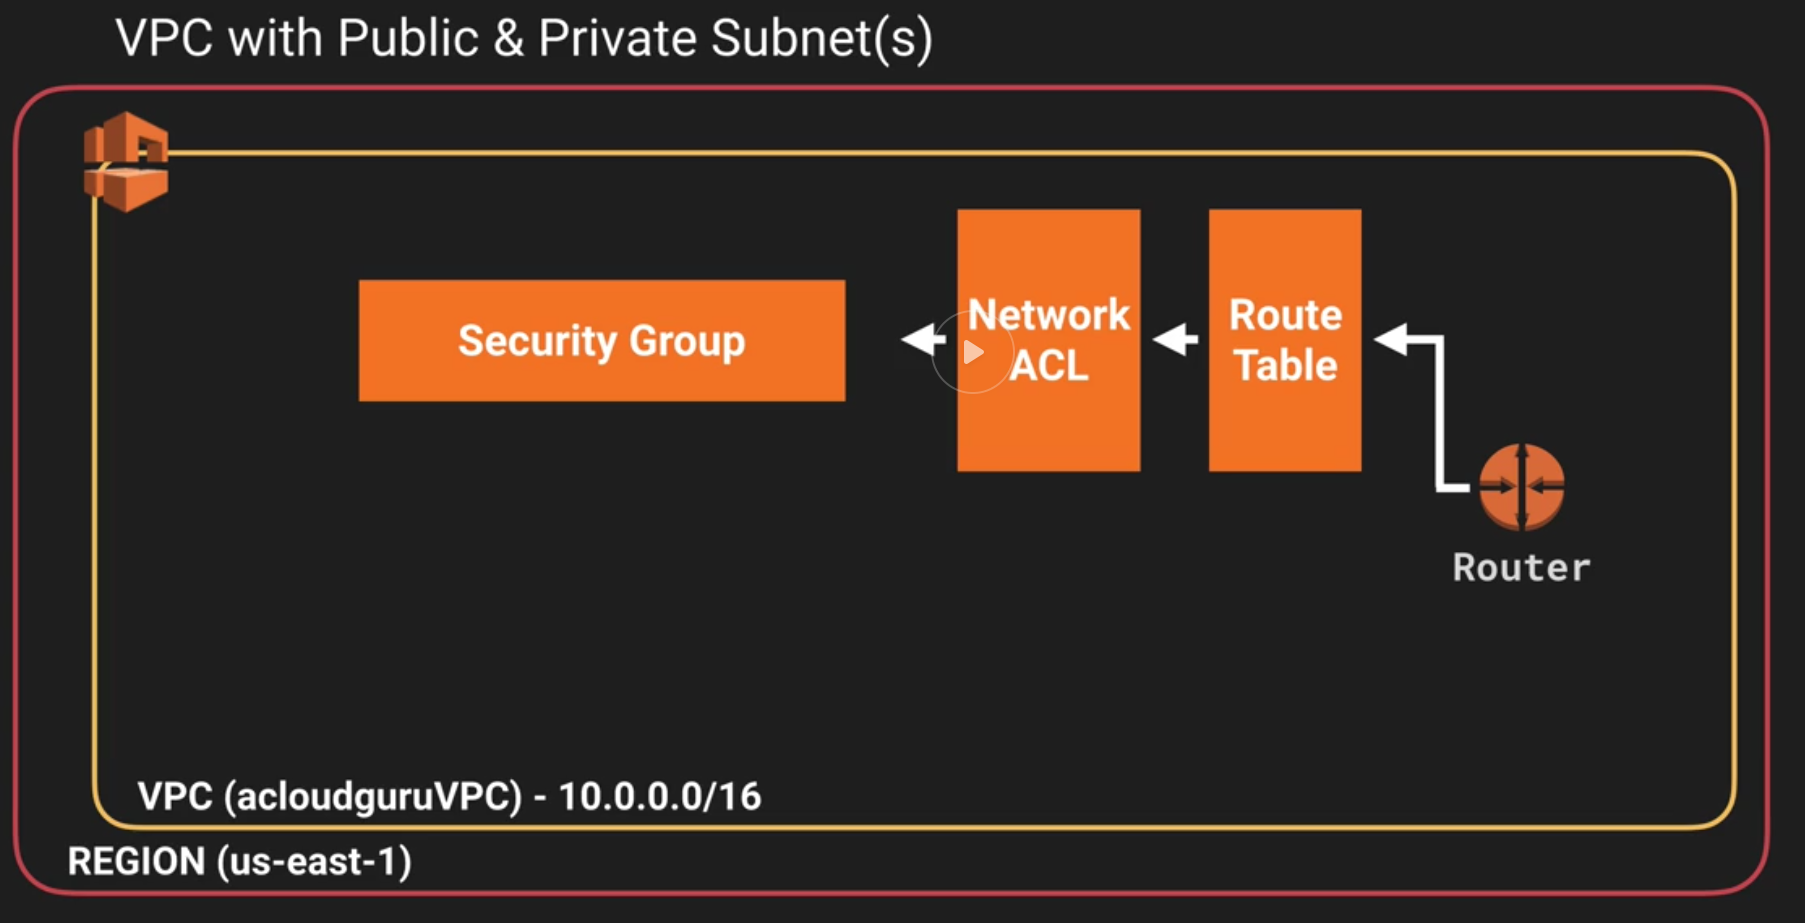 VPC with Public & Private Subnet(s)
Security Group
Network
ACL
Route
Table
Router
VPC (acloudguruVPC) - 10.0.0.0/16
REGION (us-east-1)